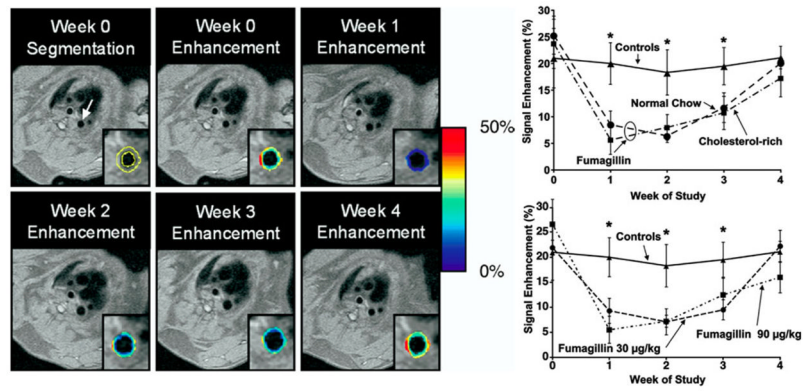 Week 0
Segmentation
Week 0
Enhancement
Week 1
Enhancement
Week 2
Enhancement
Week 3
Enhancement
Week 4
Enhancement
50%
0%
Signal Enhancement (%)
30
25
20
15
10
5
0
*
*
*
Controls
Normal Chow
Cholesterol-rich
Fumagillin
0
1
2
3
4
Week of Study
Signal Enhancement (%)
30
25
20
15
10
5
0
*
*
*
Controls
Fumagillin 90 µg/kg
Fumagillin 30 µg/kg
0
1
2
3
4
Week of Study